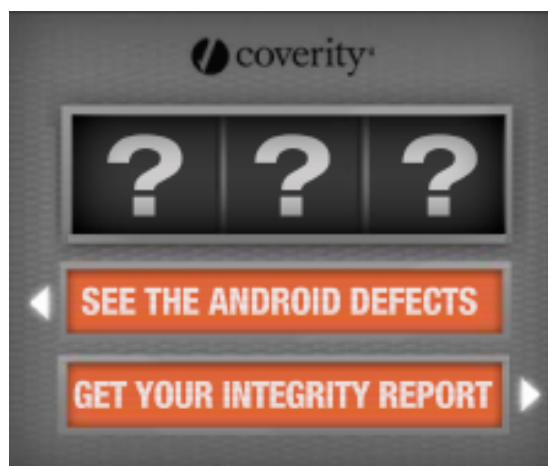 coverity
? ? ?
SEE THE ANDROID DEFECTS
GET YOUR INTEGRITY REPORT